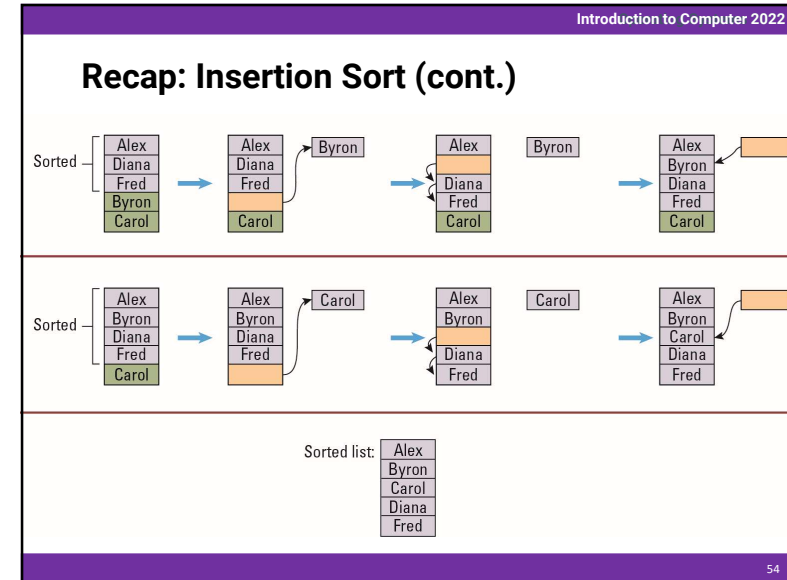 Introduction to Computer 2022
Recap: Insertion Sort (cont.)
Sorted
Alex
Diana
Fred
Byron
Carol
Alex
Diana
Fred
Carol
Byron
Alex
Diana
Fred
Carol
Byron
Alex
Byron
Diana
Fred
Carol
Sorted
Alex
Byron
Diana
Fred
Carol
Alex
Byron
Diana
Fred
Carol
Alex
Byron
Diana
Fred
Carol
Alex
Byron
Carol
Diana
Fred
Sorted list:
Alex
Byron
Carol
Diana
Fred
54